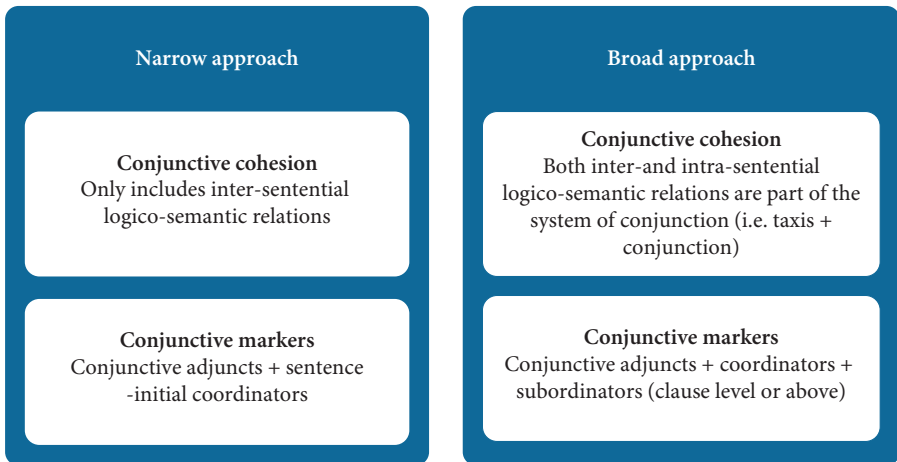 Narrow approach
Conjunctive cohesion
Only includes inter-sentential
logico-semantic relations
Conjunctive markers
Conjunctive adjuncts + sentence
-initial coordinators
Broad approach
Conjunctive cohesion
Both inter-and intra-sentential
logico-semantic relations are part of the
system of conjunction (i.e. taxis +
conjunction)
Conjunctive markers
Conjunctive adjuncts + coordinators +
subordinators (clause level or above)